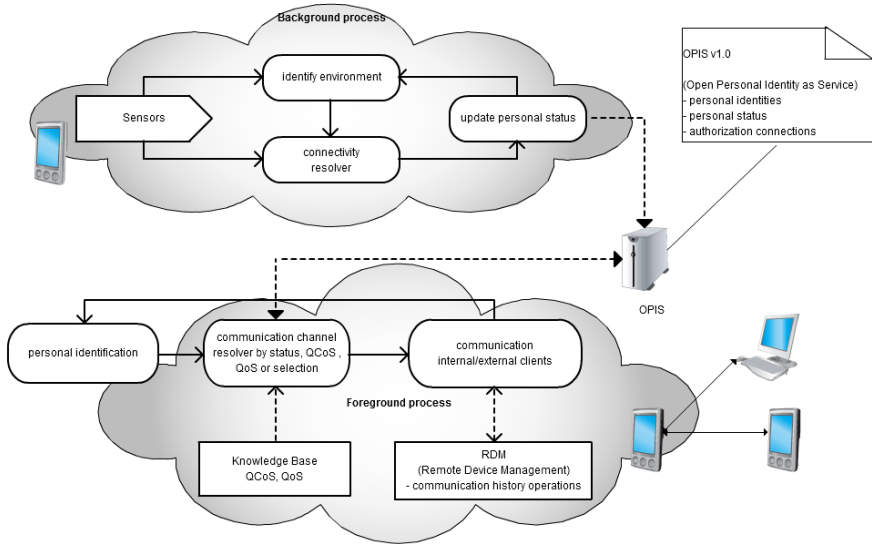 Background process
identify environment
Sensors
update personal status
connectivity
resolver
OPIS v1.0
(Open Personal Identity as Service)
- personal identities
- personal status
- authorization connections
OPIS
personal identification
communication channel
resolver by status, QCoS ,
QoS or selection
communication
internal/external clients
Foreground process
Knowledge Base
QCoS, QoS
RDM
(Remote Device Management)
- communication history operations